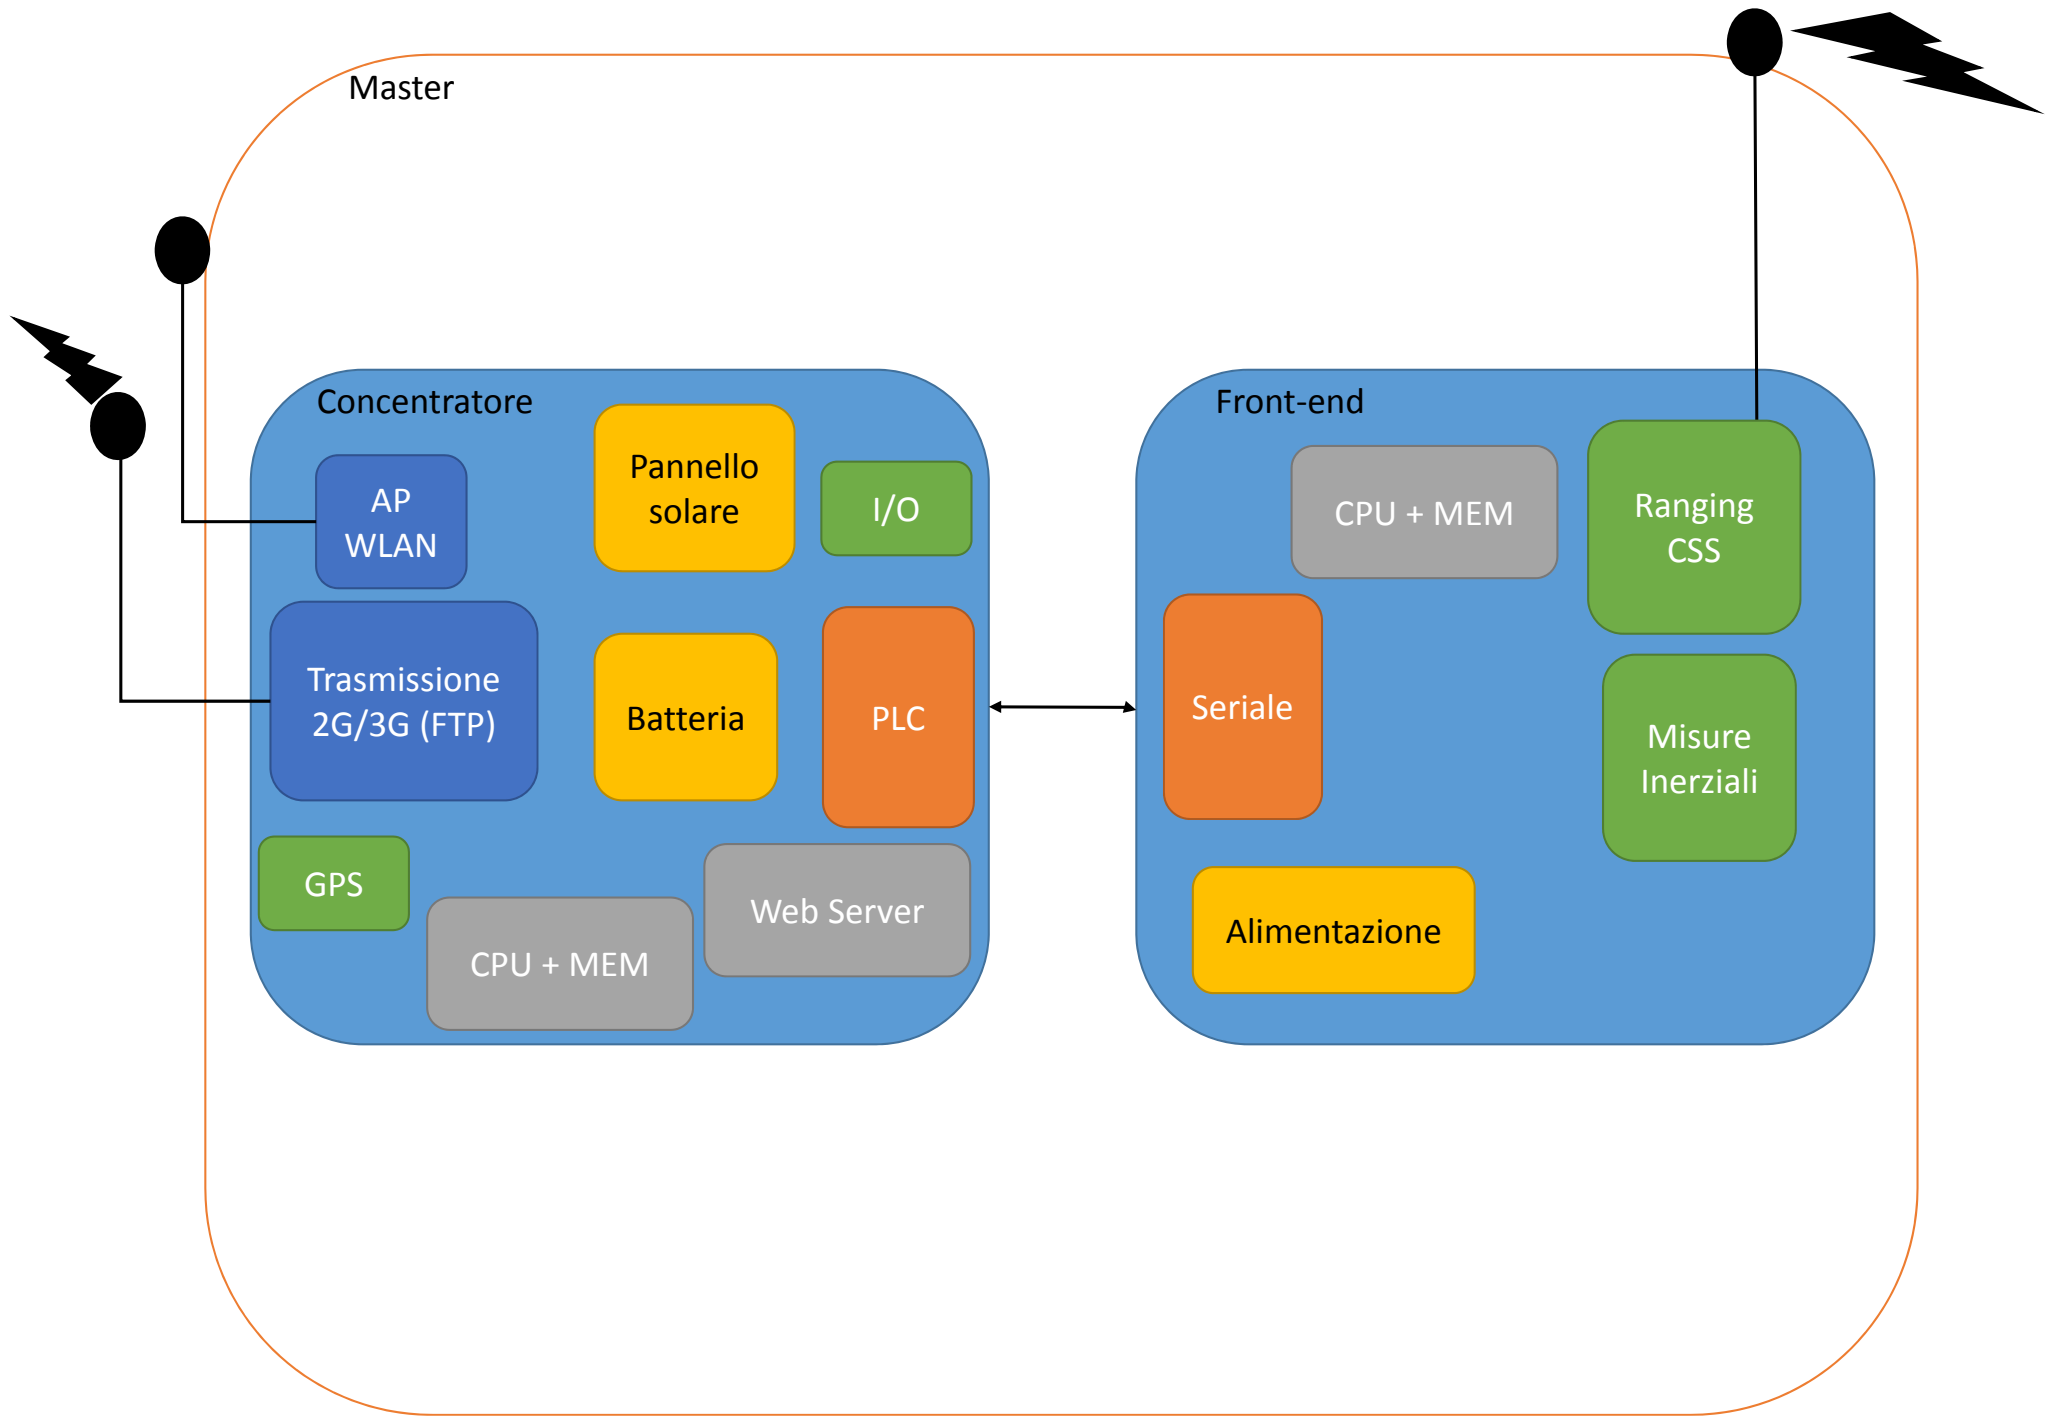 Master
Concentratore
AP
WLAN
Pannello
solare
I/O
Trasmissione
2G/3G (FTP)
Batteria
PLC
GPS
CPU + MEM
Web Server
Front-end
CPU + MEM
Ranging
CSS
Seriale
Misure
Inerziali
Alimentazione